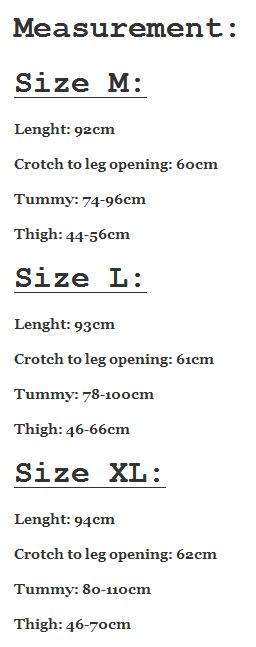 Measurement:
Size M:
Lenght: 92cm
Crotch to leg opening: 60cm
Tummy: 74-96cm
Thigh: 44-56cm
Size L:
Lenght: 93cm
Crotch to leg opening: 61cm
Tummy: 78-100cm
Thigh: 46-66cm
Size XL:
Lenght: 94cm
Crotch to leg opening: 62cm
Tummy: 80-110cm
Thigh: 46-70cm